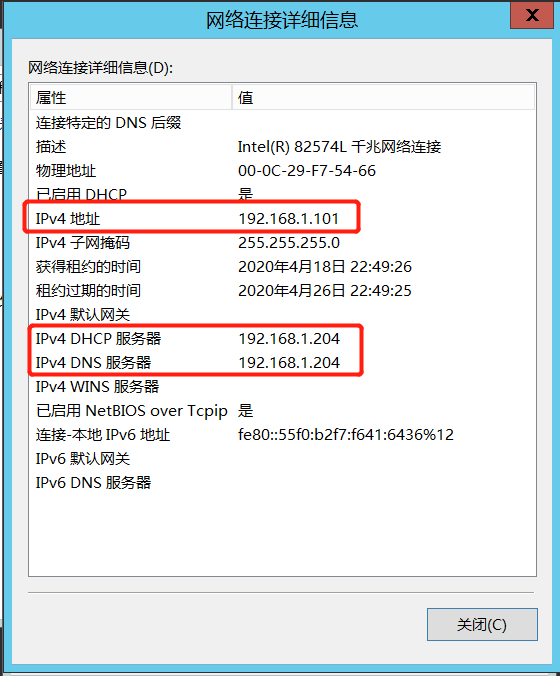 网络连接详细信息
X
网络连接详细信息(D):
属性 值
连接特定的 DNS 后缀
描述 Intel(R) 82574L 千兆网络连接
物理地址 00-0C-29-F7-54-66
已启用 DHCP 是
IPv4 地址 192.168.1.101
IPv4 子网掩码 255.255.255.0
获得租约的时间 2020年4月18日 22:49:26
租约过期的时间 2020年4月26日 22:49:25
IPv4 默认网关
IPv4 DHCP 服务器 192.168.1.204
IPv4 DNS 服务器 192.168.1.204
IPv4 WINS 服务器
已启用 NetBIOS over Tcpip 是
连接-本地 IPv6 地址 fe80::55f0:b2f7:f641:6436%12
IPv6 默认网关
IPv6 DNS 服务器
关闭(C)